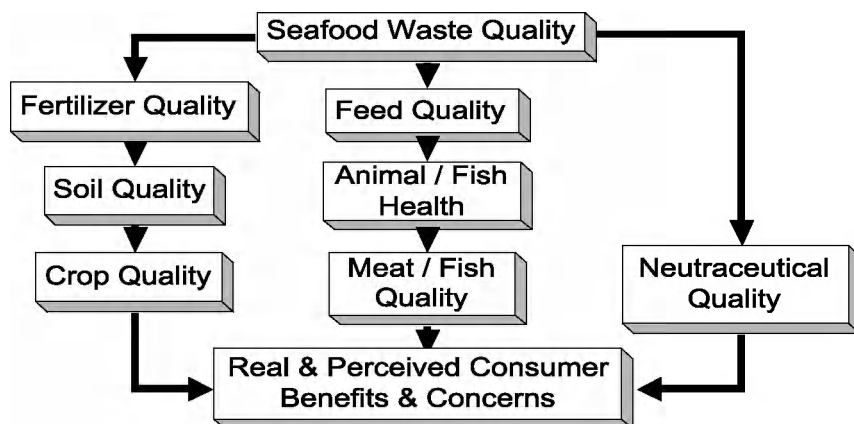 Seafood Waste Quality
Fertilizer Quality
Soil Quality
Crop Quality
Feed Quality
Animal / Fish
Health
Meat / Fish
Quality
Neutraceutical
Quality
Real & Perceived Consumer
Benefits & Concerns